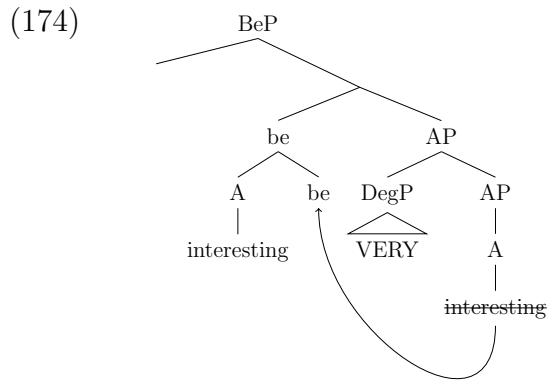 (174)
BeP
be AP
A be DegP AP
interesting VERY A
interesting